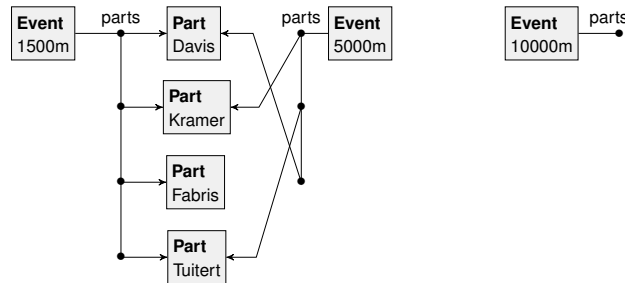 Event
1500m
parts
Part
Davis
parts
Event
5000m
Event
10000m
parts
Part
Kramer
Part
Fabris
Part
Tuitert